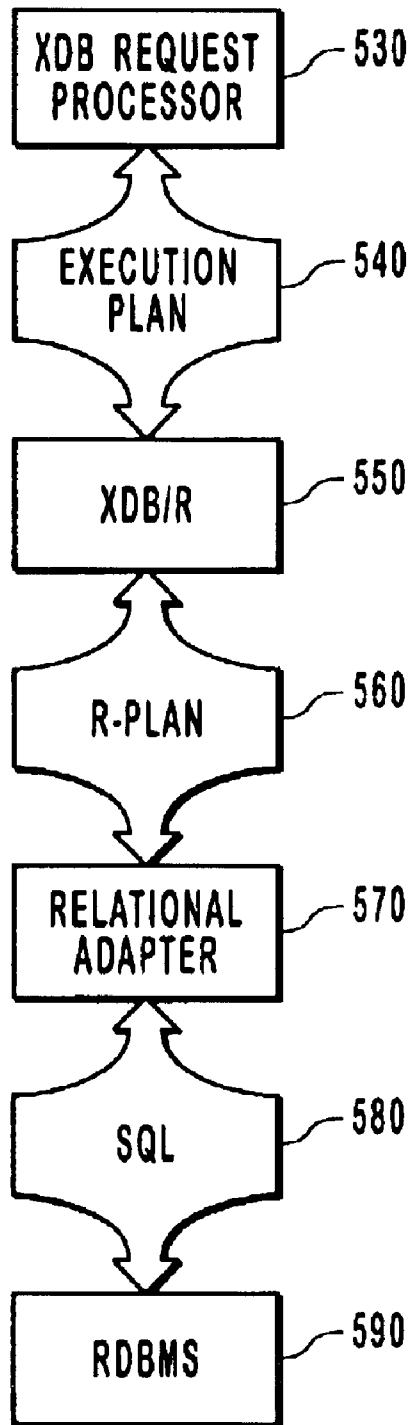 XDB REQUEST
PROCESSOR
530
EXECUTION
PLAN
540
XDB/R
550
R-PLAN
560
RELATIONAL
ADAPTER
570
SQL
580
RDBMS
590